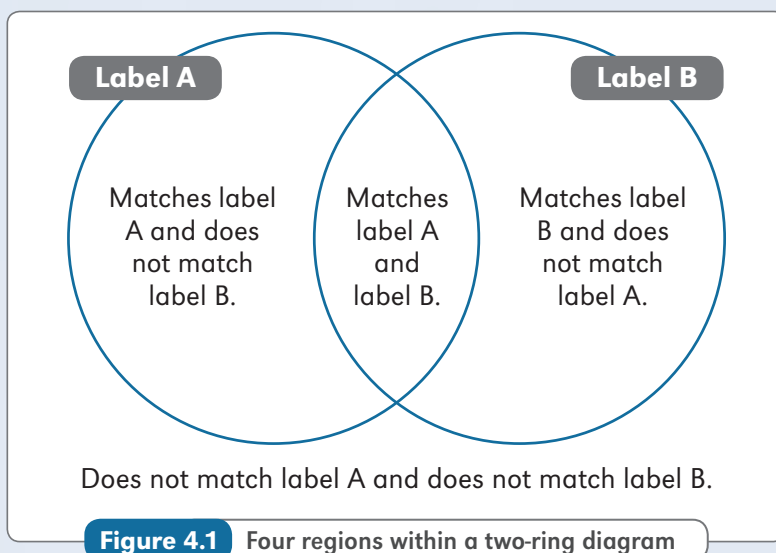 Label A
Label B
Matches label
A and does
not match
label B.
Matches
label A
and
label B.
Matches label
B and does
not match
label A.
Does not match label A and does not match label B.
Figure 4.1 Four regions within a two-ring diagram